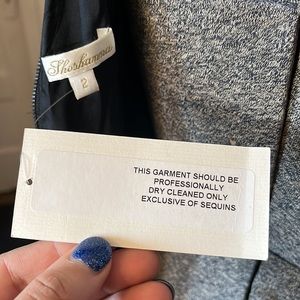 Shoshanna
2
THIS GARMENT SHOULD BE
PROFESSIONALLY
DRY CLEANED ONLY
EXCLUSIVE OF SEQUINS